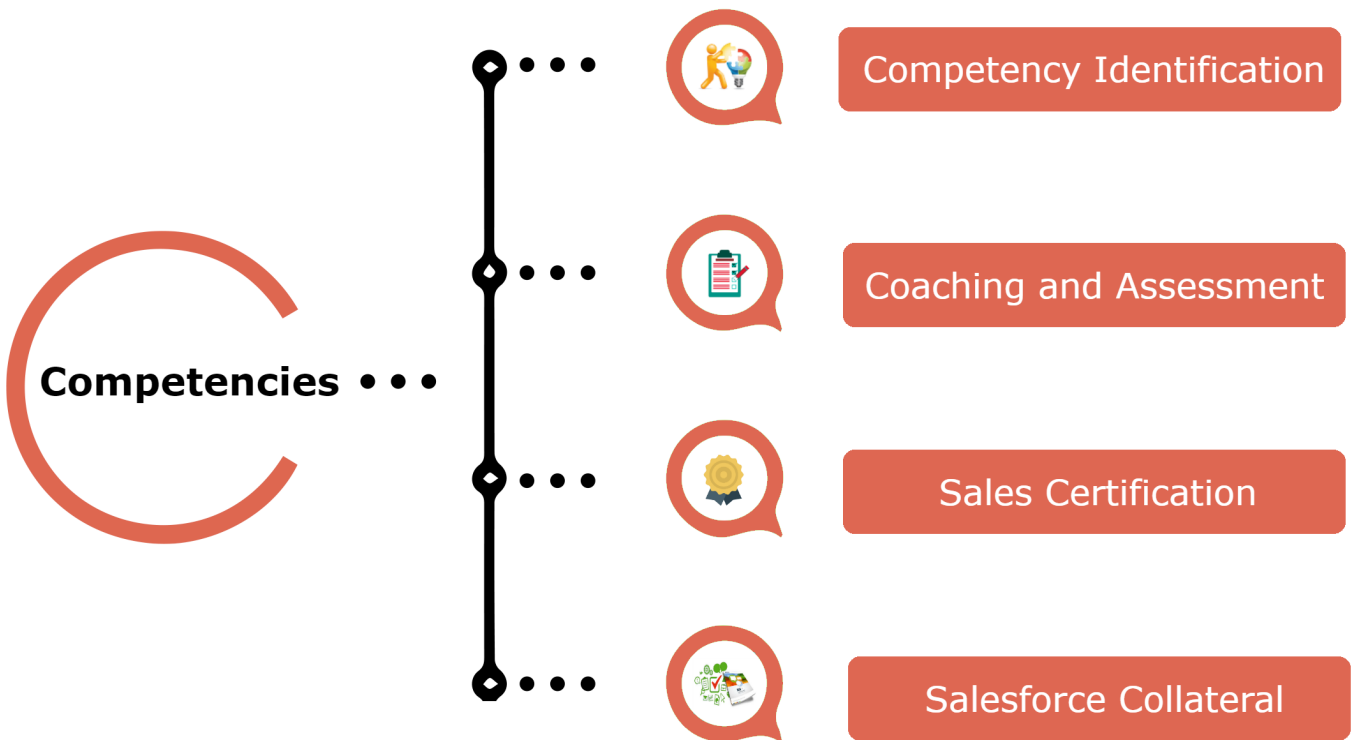 Competency Identification
Coaching and Assessment
Competencies
Sales Certification
Salesforce Collateral